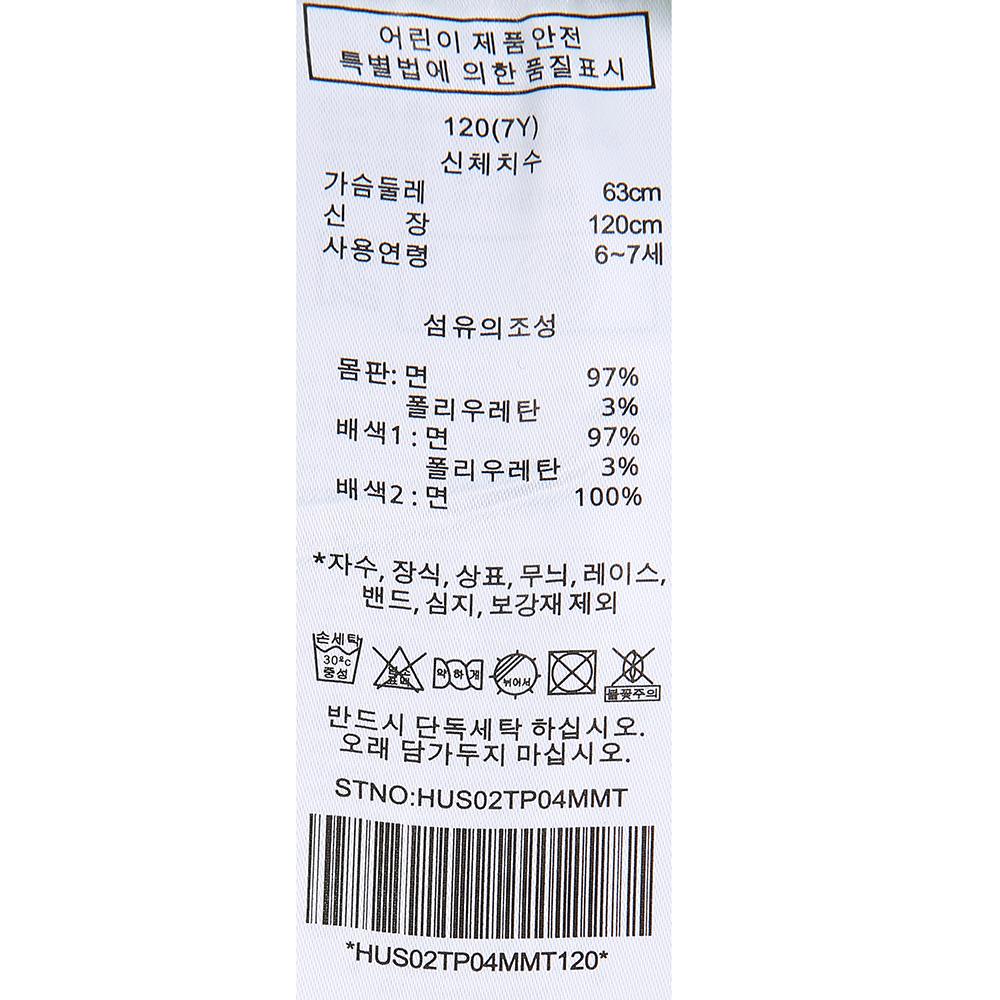 어린이 제품안전
특별법에 의한 품질표시
120(7Y)
신체치수
가슴둘레 63cm
신 장 120cm
사용연령 6~7세
섬유의조성
몸판: 면 97%
폴리우레탄 3%
배색1 : 면 97%
폴리우레탄 3%
배색2 : 면 100%
*자수, 장식, 상표, 무늬, 레이스,
밴드, 심지, 보강재 제외
손세탁
30ºc
중성
약하게
뉘어서
불꽃주의
반드시 단독세탁 하십시오.
오래 담가두지 마십시오.
STNO:HUS02TP04MMT
*HUS02TP04MMT120*